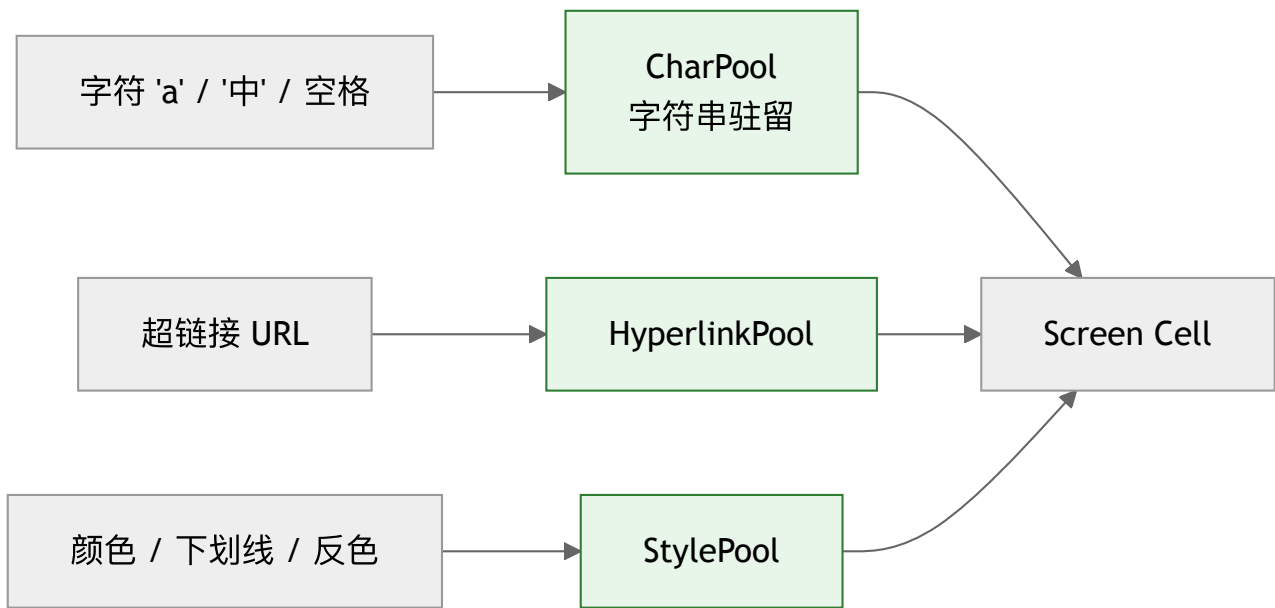 字符 'a' / '中' / 空格
CharPool
字符串驻留
超链接 URL
HyperlinkPool
Screen Cell
颜色 / 下划线 / 反色
StylePool